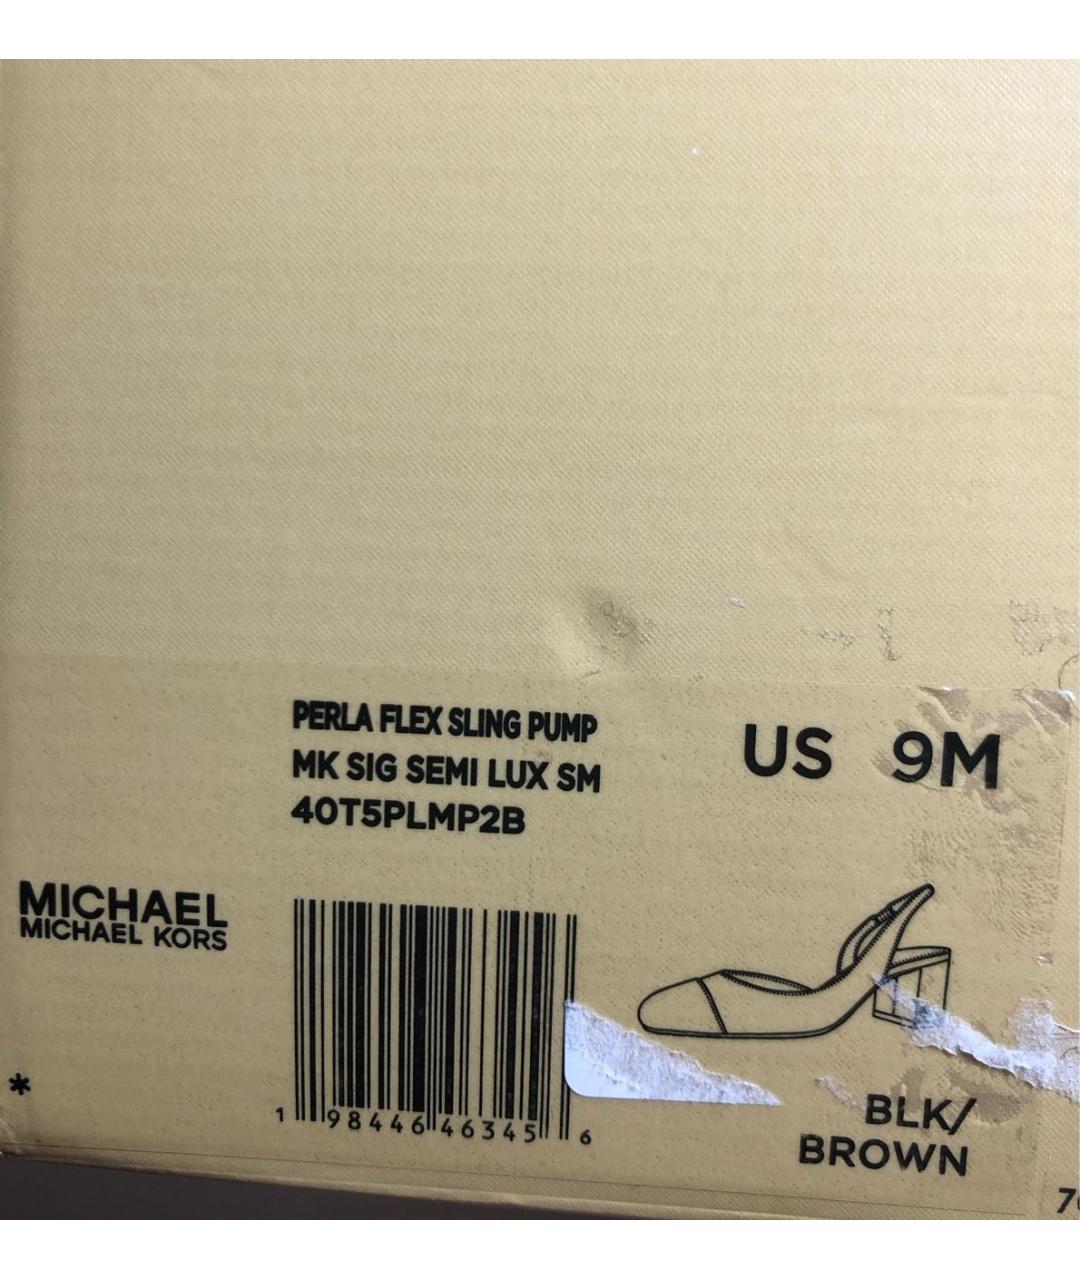 PERLA FLEX SLING PUMP
MK SIG SEMI LUX SM
40T5PLMP2B
US 9M
MICHAEL
MICHAEL KORS
*
1 98446 46345 6
BLK/
BROWN